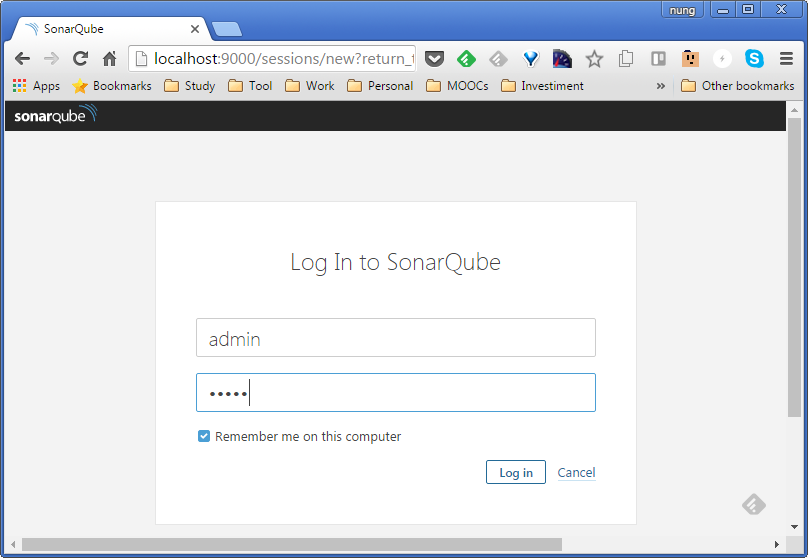 nung
SonarQube
localhost:9000/sessions/new?return_t
Apps Bookmarks Study Tool Work Personal MOOCs Investiment » Other bookmarks
sonarqube
Log In to SonarQube
admin
•••••
Remember me on this computer
Log in Cancel